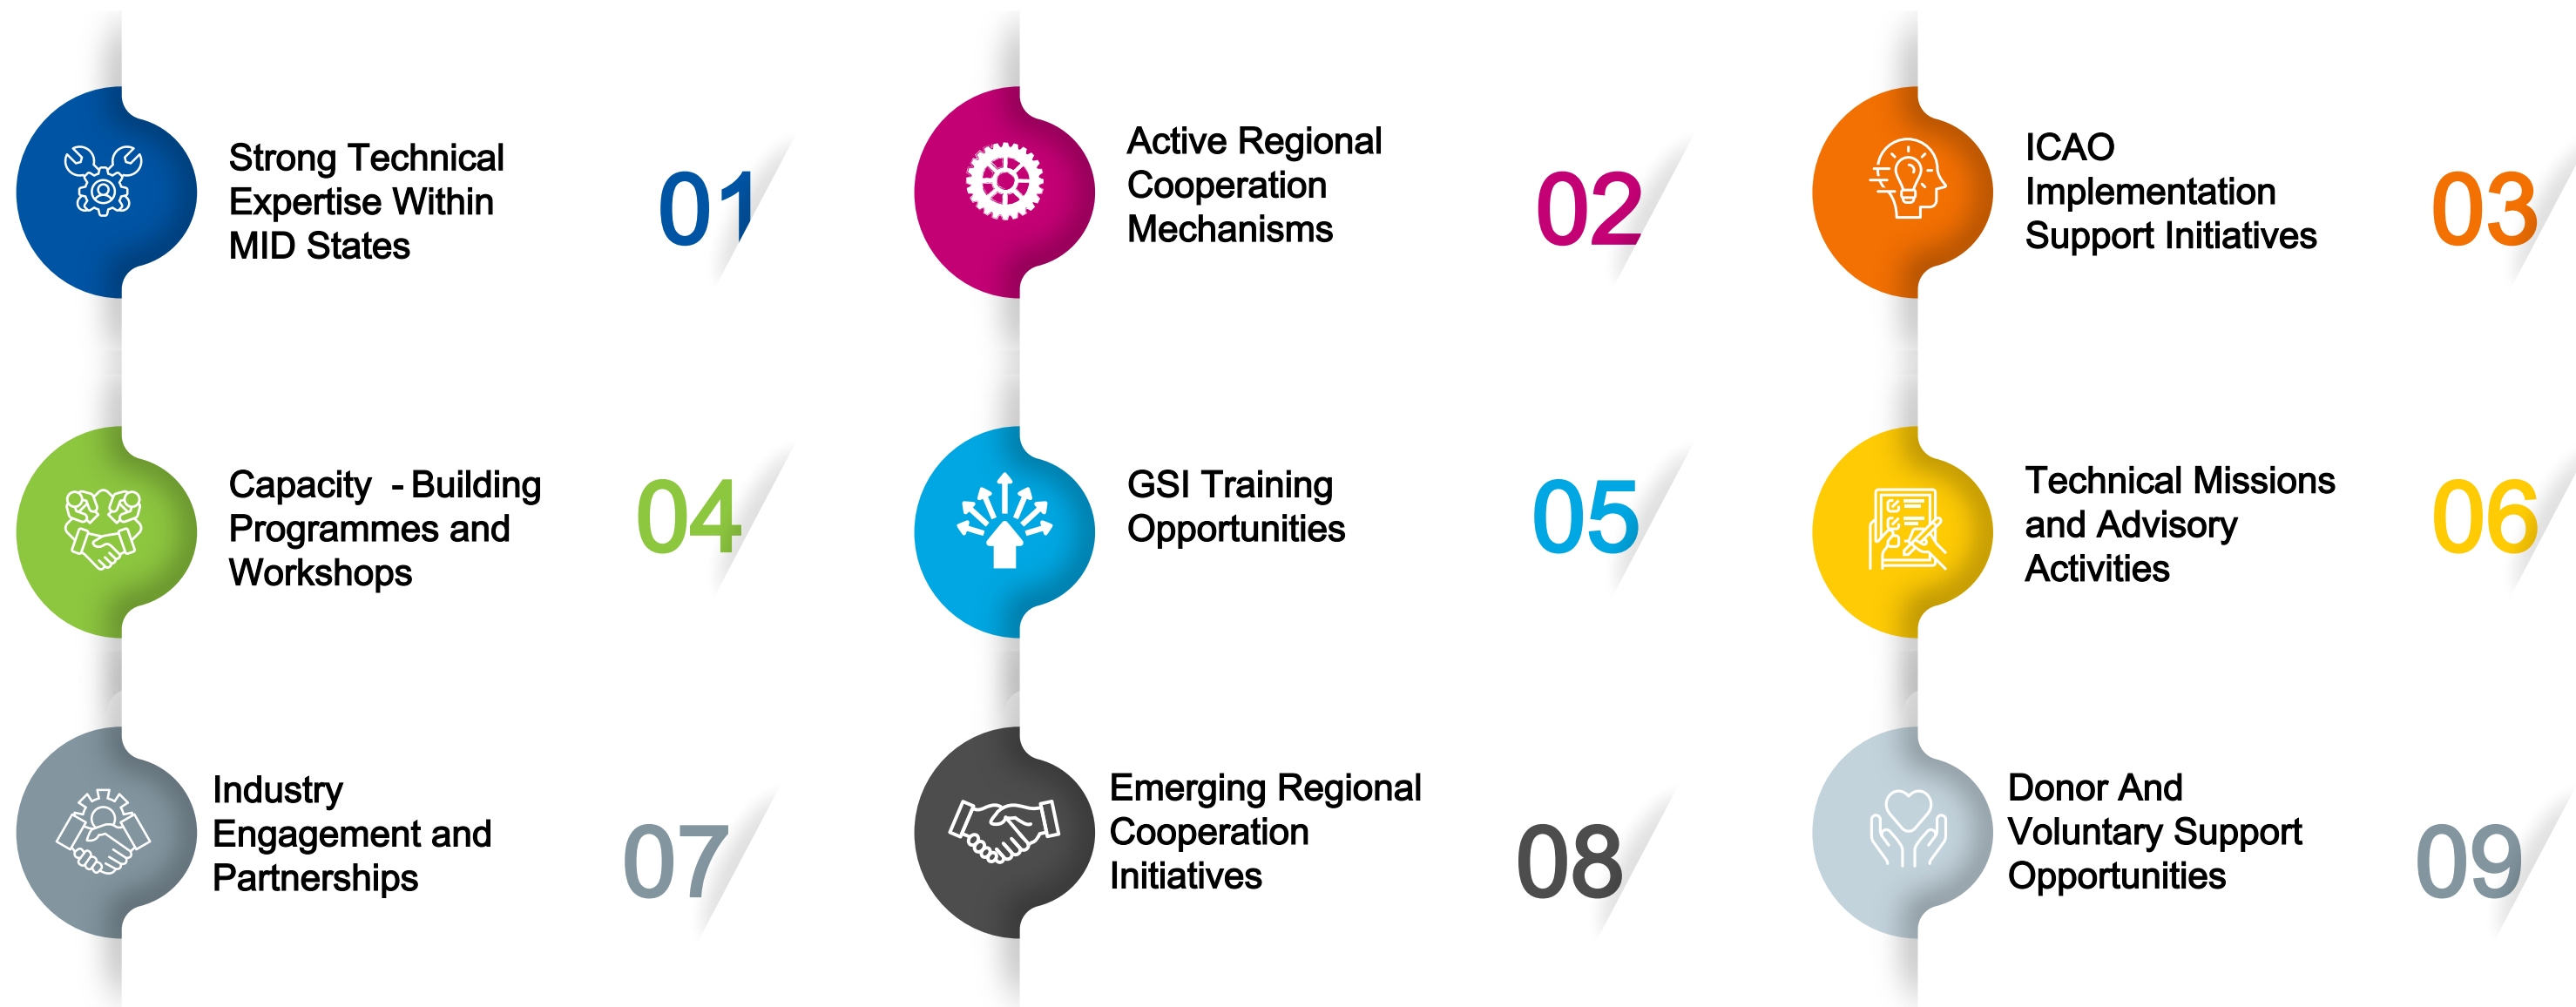 Strong Technical
Expertise Within
MID States
01
Active Regional
Cooperation
Mechanisms
02
ICAO
Implementation
Support Initiatives
03
Capacity - Building
Programmes and
Workshops
04
GSI Training
Opportunities
05
Technical Missions
and Advisory
Activities
06
Industry
Engagement and
Partnerships
07
Emerging Regional
Cooperation
Initiatives
08
Donor And
Voluntary Support
Opportunities
09